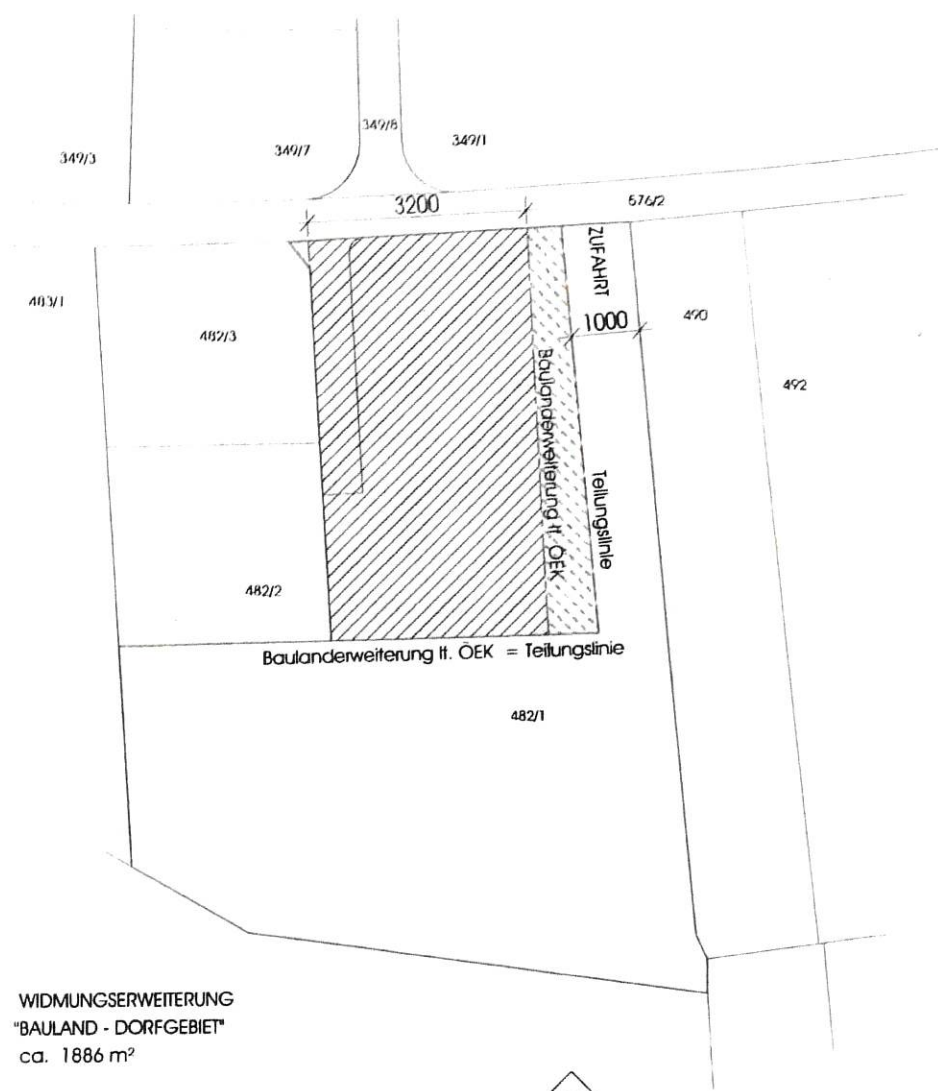 349/8
349/3
349/7
349/1
3200
576/2
ZUFAHRT
483/1
482/3
1000
490
492
Baulanderweiterung lt. ÖEK
Teilungslinie
482/2
Baulanderweiterung lt. ÖEK = Teilungslinie
482/1
WIDMUNGSERWEITERUNG
"BAULAND - DORFGEBIET"
ca. 1886 m²